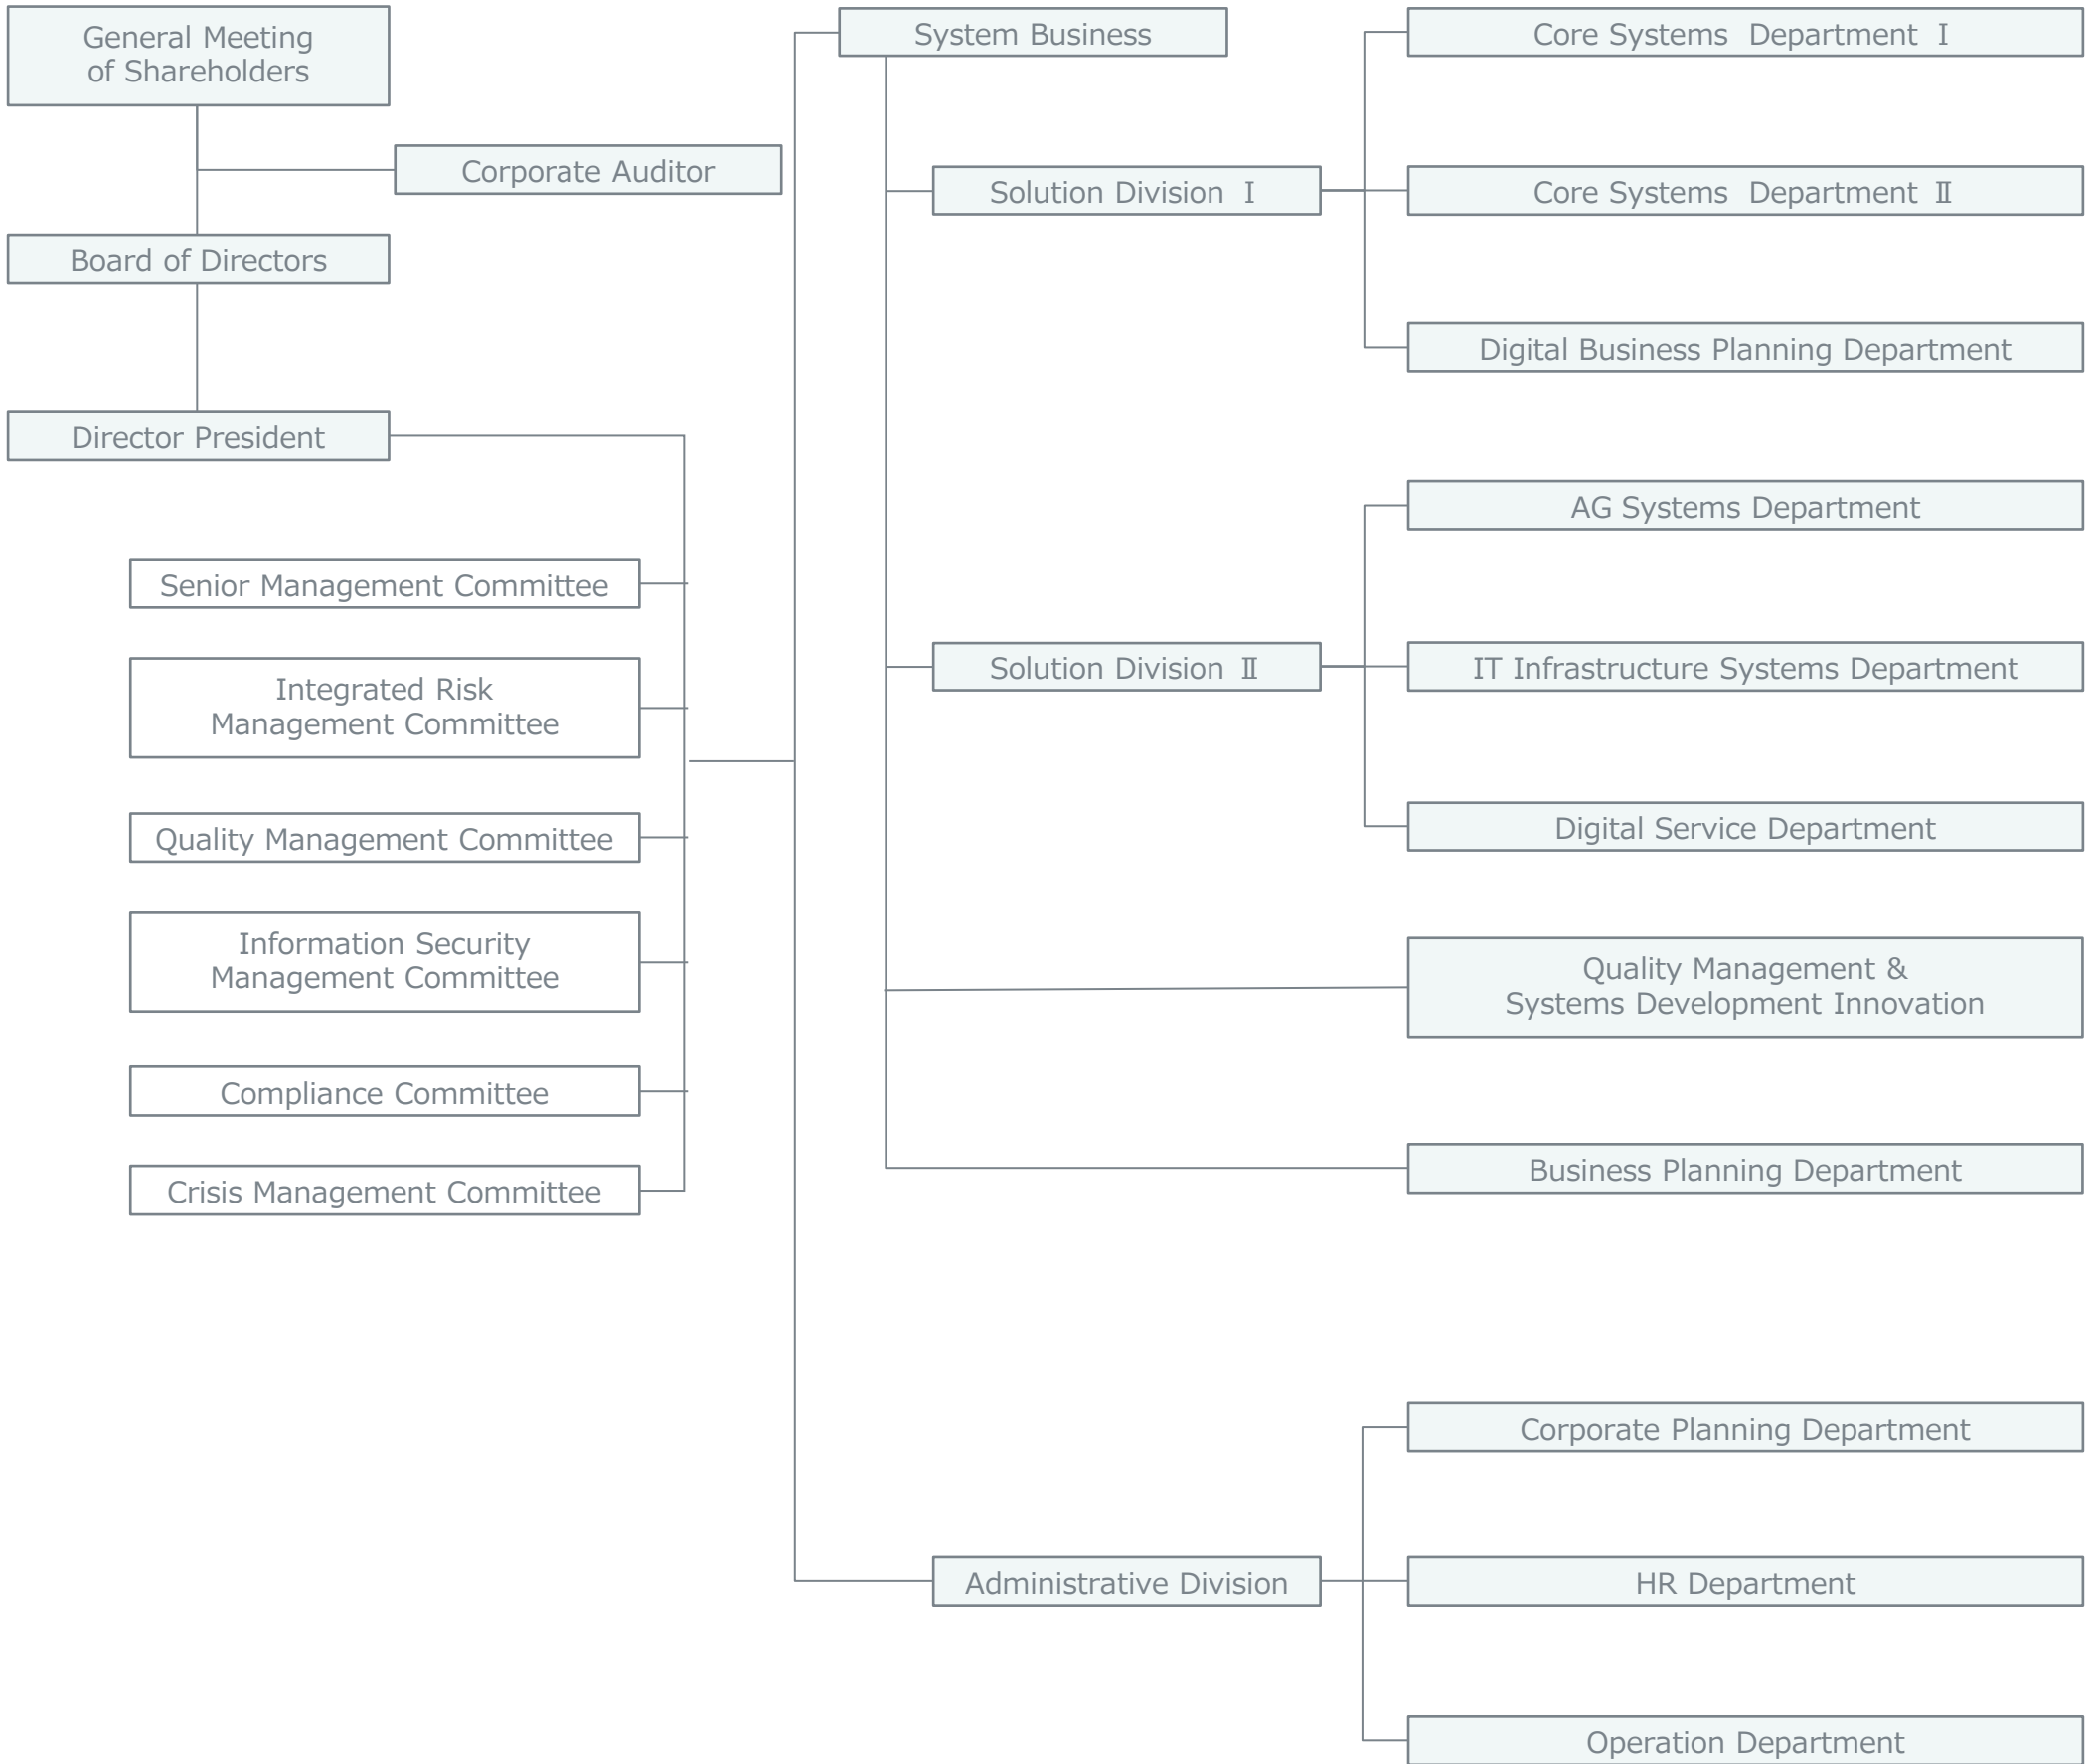 General Meeting
of Shareholders
Corporate Auditor
Board of Directors
Director President
Senior Management Committee
Integrated Risk
Management Committee
Quality Management Committee
Information Security
Management Committee
Compliance Committee
Crisis Management Committee
System Business
Solution Division Ⅰ
Solution Division Ⅱ
Administrative Division
Core Systems Department Ⅰ
Core Systems Department Ⅱ
Digital Business Planning Department
AG Systems Department
IT Infrastructure Systems Department
Digital Service Department
Quality Management &
Systems Development Innovation
Business Planning Department
Corporate Planning Department
HR Department
Operation Department